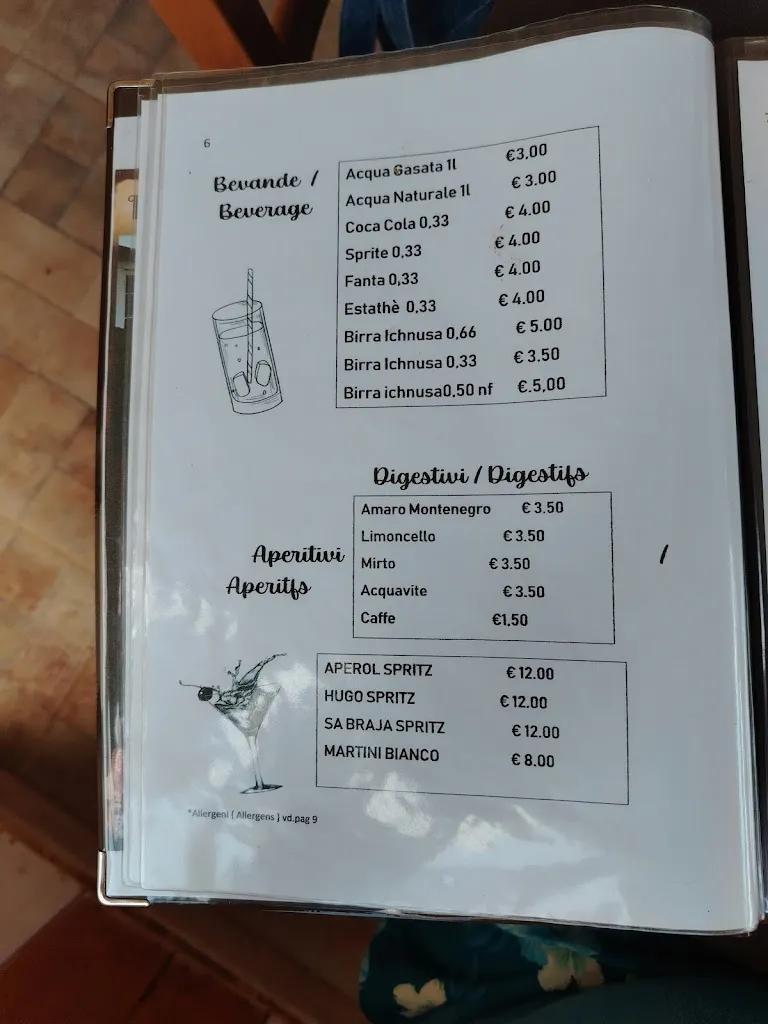 6
Bevande /
Beverage
Acqua Gasata 1l €3,00
Acqua Naturale 1l € 3.00
Coca Cola 0,33 € 4.00
Sprite 0,33 € 4.00
Fanta 0,33 € 4.00
Estathè 0,33 € 4.00
Birra Ichnusa 0,66 € 5.00
Birra Ichnusa 0,33 € 3.50
Birra ichnusa0,50 nf €.5,00
Digestivi / Digestifs
Amaro Montenegro € 3.50
Limoncello € 3.50
Mirto € 3.50
Acquavite € 3.50
Caffe €1,50
Aperitivi /
Aperitfs
APEROL SPRITZ € 12.00
HUGO SPRITZ € 12.00
SA BRAJA SPRITZ € 12.00
MARTINI BIANCO € 8.00
*Allergeni ( Allergens ) vd.pag 9